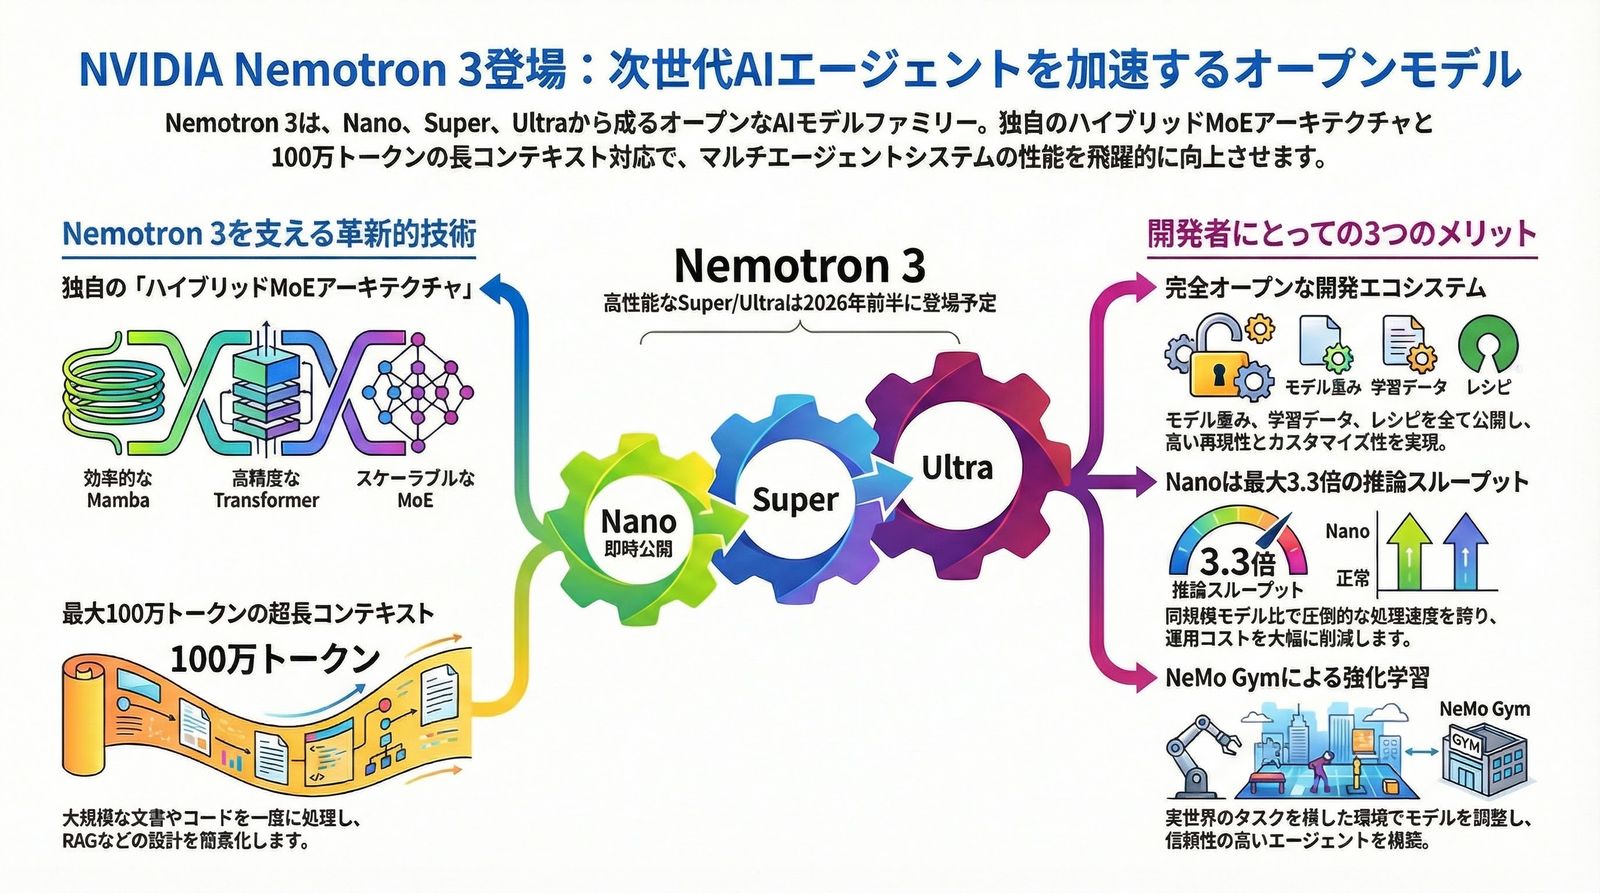 NVIDIA Nemotron 3登場：次世代AIエージェントを加速するオープンモデル
Nemotron 3は、Nano、Super、Ultraから成るオープンなAIモデルファミリー。独自のハイブリッドMoEアーキテクチャと
100万トークンの長コンテキスト対応で、マルチエージェントシステムの性能を飛躍的に向上させます。
Nemotron 3を支える革新的技術
独自の「ハイブリッドMoEアーキテクチャ」
効率的な
Mamba
高精度な
Transformer
スケーラブルな
MoE
最大100万トークンの超長コンテキスト
100万トークン
</>
大規模な文書やコードを一度に処理し、
RAGなどの設計を簡素化します。
Nemotron 3
高性能なSuper/Ultraは2026年前半に登場予定
Nano
即時公開
Super
Ultra
開発者にとっての3つのメリット
完全オープンな開発エコシステム
モデル重み
学習データ
レシピ
モデル重み、学習データ、レシピを全て公開し、
高い再現性とカスタマイズ性を実現。
Nanoは最大3.3倍の推論スループット
3.3倍
推論スループット
Nano
正常
同規模モデル比で圧倒的な処理速度を誇り、
運用コストを大幅に削減します。
NeMo Gymによる強化学習
NeMo Gym
GYM
実世界のタスクを模した環境でモデルを調整し、
信頼性の高いエージェントを